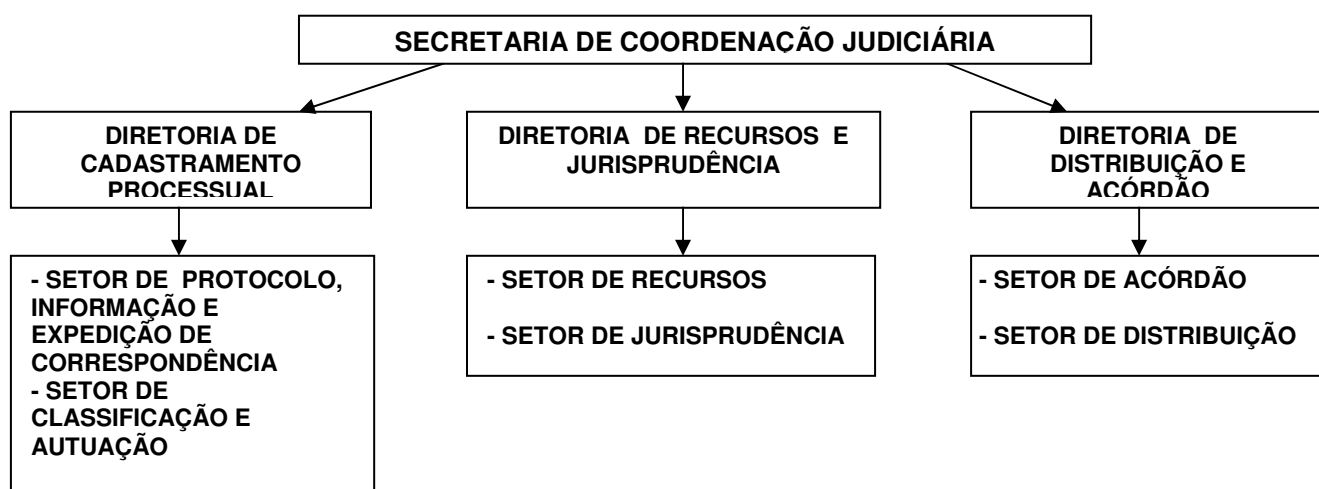 SECRETARIA DE COORDENAÇÃO JUDICIÁRIA
DIRETORIA DE
CADASTRAMENTO
PROCESSUAL
DIRETORIA DE RECURSOS E
JURISPRUDÊNCIA
DIRETORIA DE
DISTRIBUIÇÃO E
ACÓRDÃO
- SETOR DE PROTOCOLO,
INFORMAÇÃO E
EXPEDIÇÃO DE
CORRESPONDÊNCIA
- SETOR DE
CLASSIFICAÇÃO E
AUTUAÇÃO
- SETOR DE RECURSOS
- SETOR DE JURISPRUDÊNCIA
- SETOR DE ACÓRDÃO
- SETOR DE DISTRIBUIÇÃO